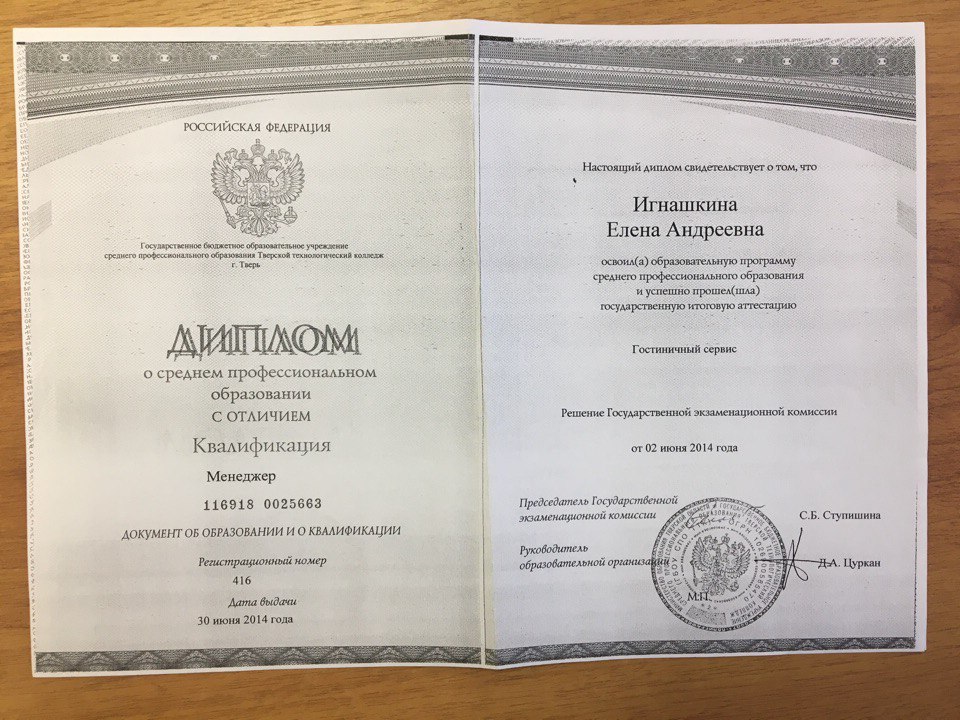 РОССИЙСКАЯ ФЕДЕРАЦИЯ
Государственное бюджетное образовательное учреждение
среднего профессионального образования Тверской технологический колледж
г. Тверь
ДИПЛОМ
о среднем профессиональном
образовании
С ОТЛИЧИЕМ
Квалификация
Менеджер
116918 0025663
ДОКУМЕНТ ОБ ОБРАЗОВАНИИ И О КВАЛИФИКАЦИИ
Регистрационный номер
416
Дата выдачи
30 июня 2014 года
Настоящий диплом свидетельствует о том, что
Игнашкина
Елена Андреевна
освоил(а) образовательную программу
среднего профессионального образования
и успешно прошел(шла)
государственную итоговую аттестацию
Гостиничный сервис
Решение Государственной экзаменационной комиссии
от 02 июня 2014 года
Председатель Государственной
экзаменационной комиссии
С.Б. Ступишина
Руководитель
образовательной организации
Д.А. Цуркан
М.П.